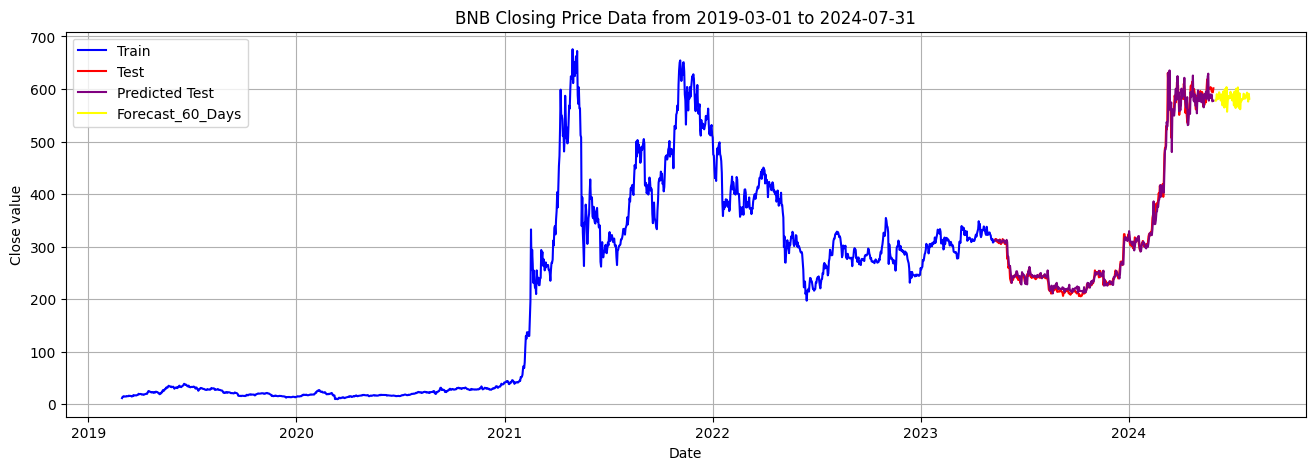 BNB Closing Price Data from 2019-03-01 to 2024-07-31
Train
Test
Predicted Test
Forecast_60_Days
700
600
500
400
300
200
100
0
Close value
2019
2020
2021
2022
2023
2024
Date